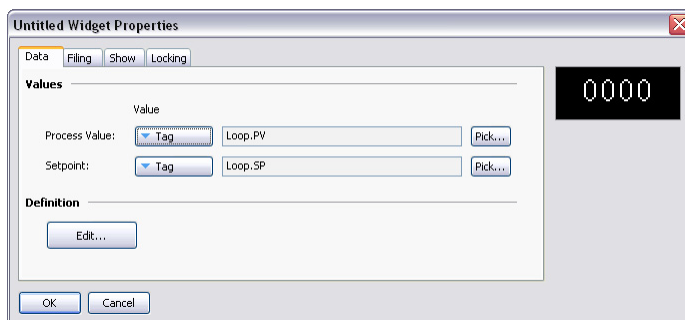 Untitled Widget Properties
Data Filing Show Locking
Values
Value
Process Value: Tag Loop.PV Pick...
Setpoint: Tag Loop.SP Pick...
Definition
Edit...
OK Cancel
0000